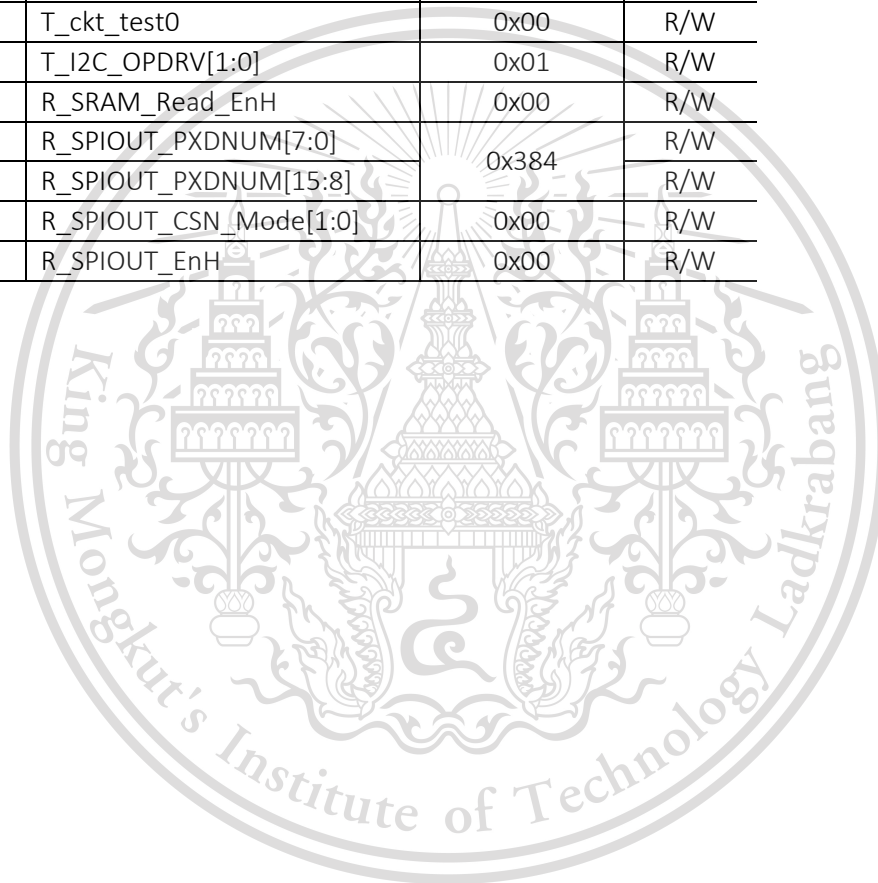 T_ckt_test0 0x00 R/W
T_I2C_OPDRV[1:0] 0x01 R/W
R_SRAM_Read_EnH 0x00 R/W
R_SPIOUT_PXDNUM[7:0] 0x384 R/W
R_SPIOUT_PXDNUM[15:8] R/W
R_SPIOUT_CSN_Mode[1:0] 0x00 R/W
R_SPIOUT_EnH 0x00 R/W
King Mongkut's Institute of Technology Ladkrabang